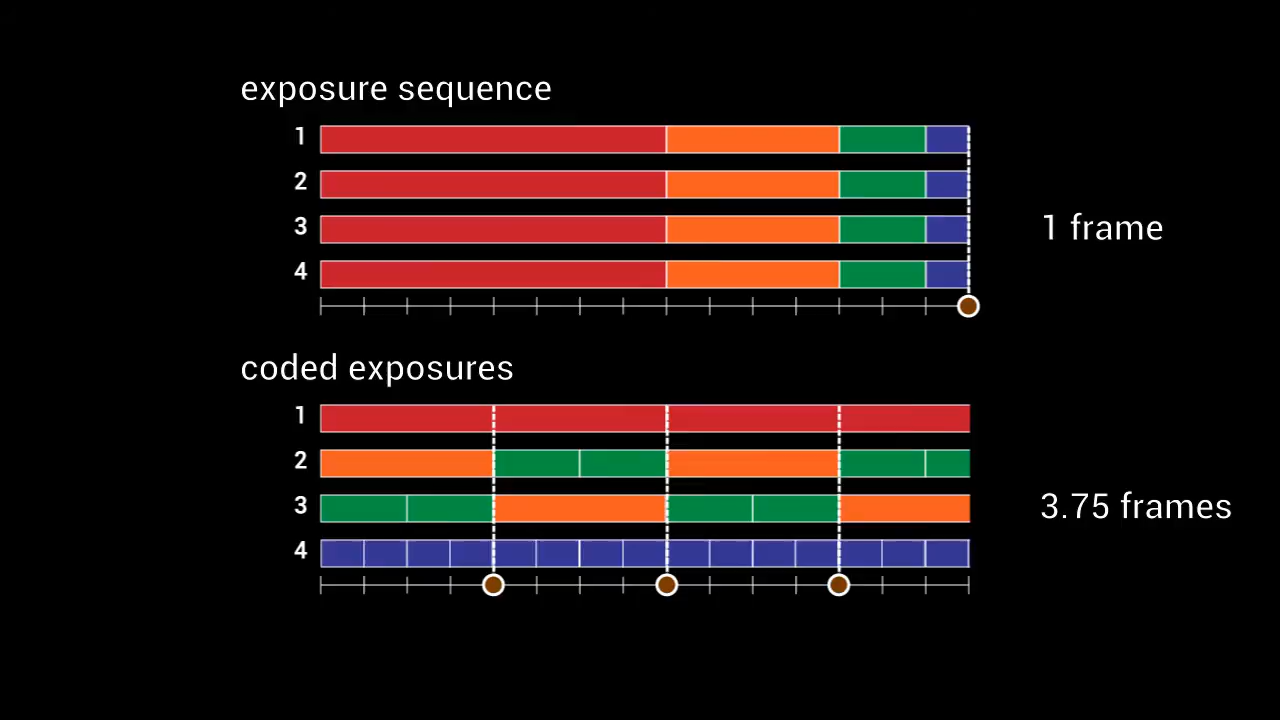 exposure sequence
1
2
3
4
1 frame
coded exposures
1
2
3
4
3.75 frames